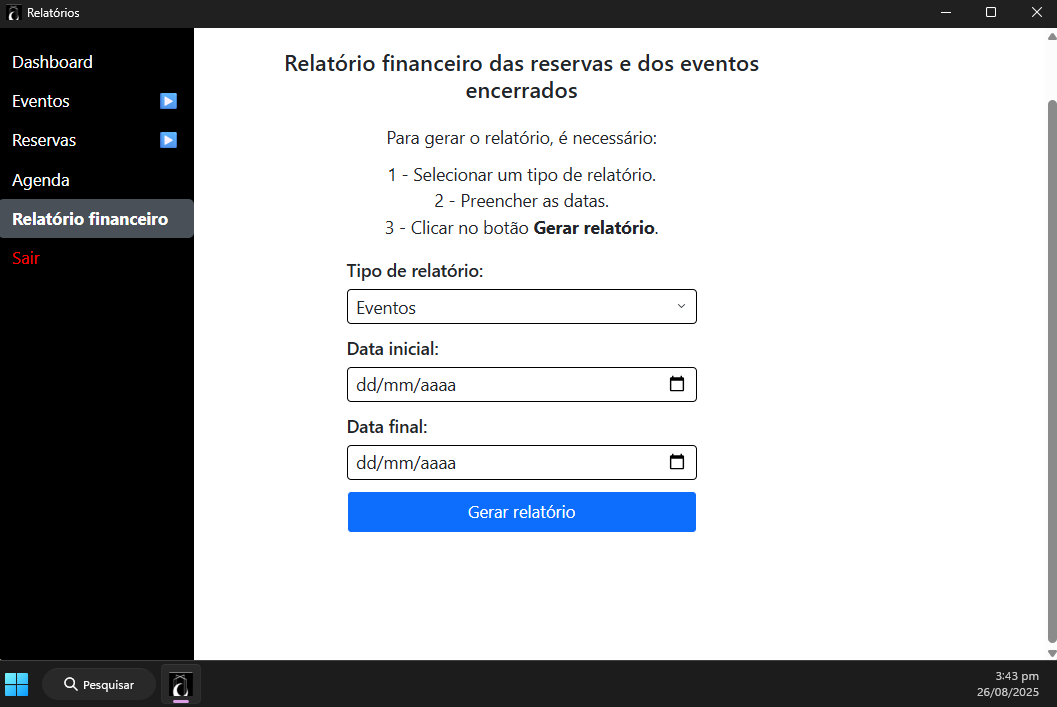 Relatórios
Dashboard
Eventos
Reservas
Agenda
Relatório financeiro
Sair
Relatório financeiro das reservas e dos eventos
encerrados
Para gerar o relatório, é necessário:
1 - Selecionar um tipo de relatório.
2 - Preencher as datas.
3 - Clicar no botão Gerar relatório.
Tipo de relatório:
Eventos
Data inicial:
dd/mm/aaaa
Data final:
dd/mm/aaaa
Gerar relatório
Pesquisar
3:43 pm
26/08/2025